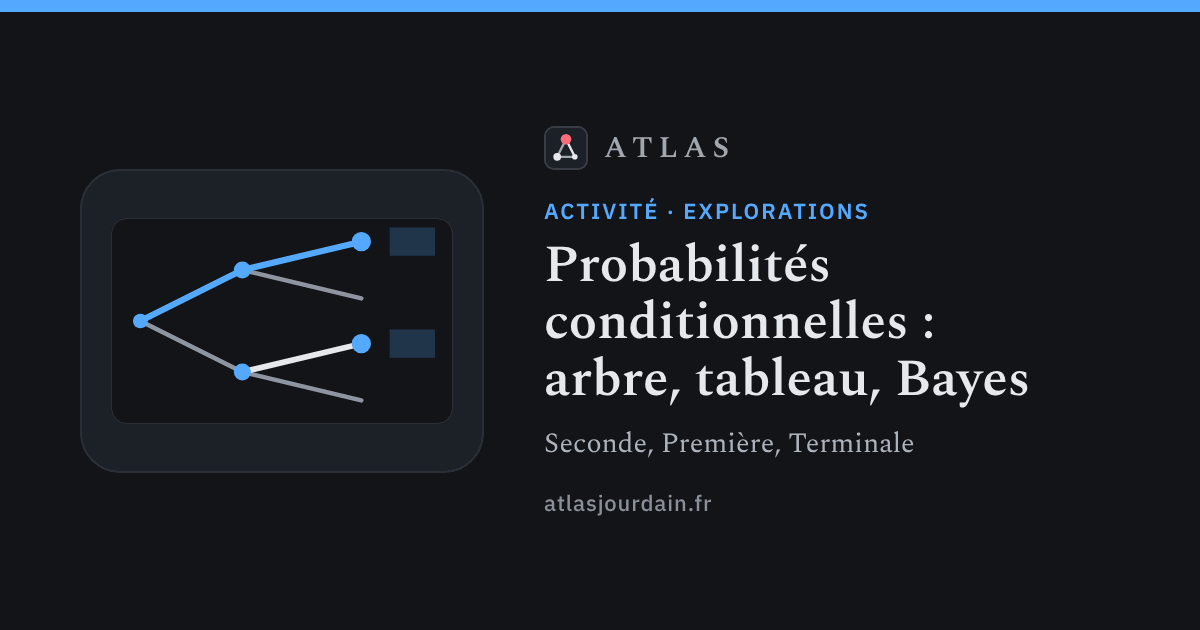 ATLAS
ACTIVITÉ · EXPLORATIONS
Probabilités
conditionnelles :
arbre, tableau, Bayes
Seconde, Première, Terminale
atlasjourdain.fr